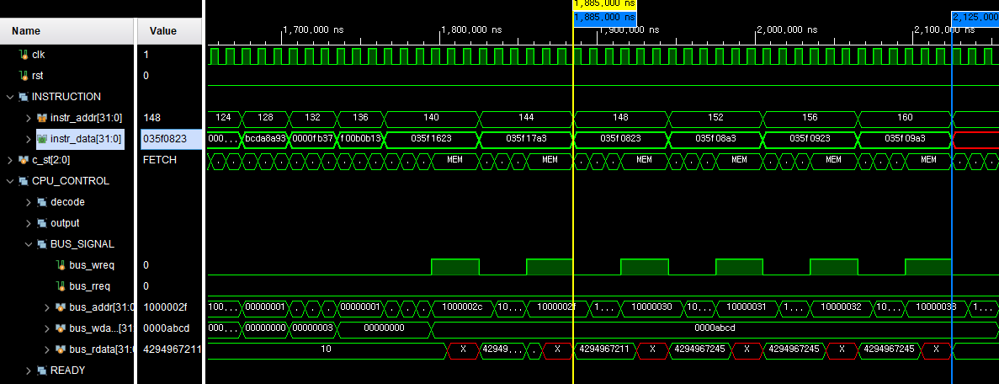 1,885,000 ns
1,885,000 ns 2,125,000
Name Value 1,700,000 ns 1,800,000 ns 1,900,000 ns 2,000,000 ns 2,100,000 ns
clk 1
rst 0
INSTRUCTION
instr_addr[31:0] 148 124 128 132 136 140 144 148 152 156 160
instr_data[31:0] 035f0823 000... bcda8a93 0000fb37 f00b0b13 035f1623 035f17a3 035f0823 035f08a3 035f0923 035f09a3
c_st[2:0] FETCH MEM MEM MEM MEM MEM MEM
CPU_CONTROL
decode
output
BUS_SIGNAL
bus_wreq 0
bus_rreq 0
bus_addr[31:0] 1000002f 100... 00000001 . . . 00000001 . . . . 1000002c 10... 1000002f 1... 10000030 10... 10000031 1... 10000032 10... 10000033 1...
bus_wda...[31 0000abcd 000... 00000000 00000003 00000000 0000abcd
bus_rdata[31:0 4294967211 10 X 42949... . X 4294967211 X 4294967245 X 4294967245 X 4294967245 X
READY